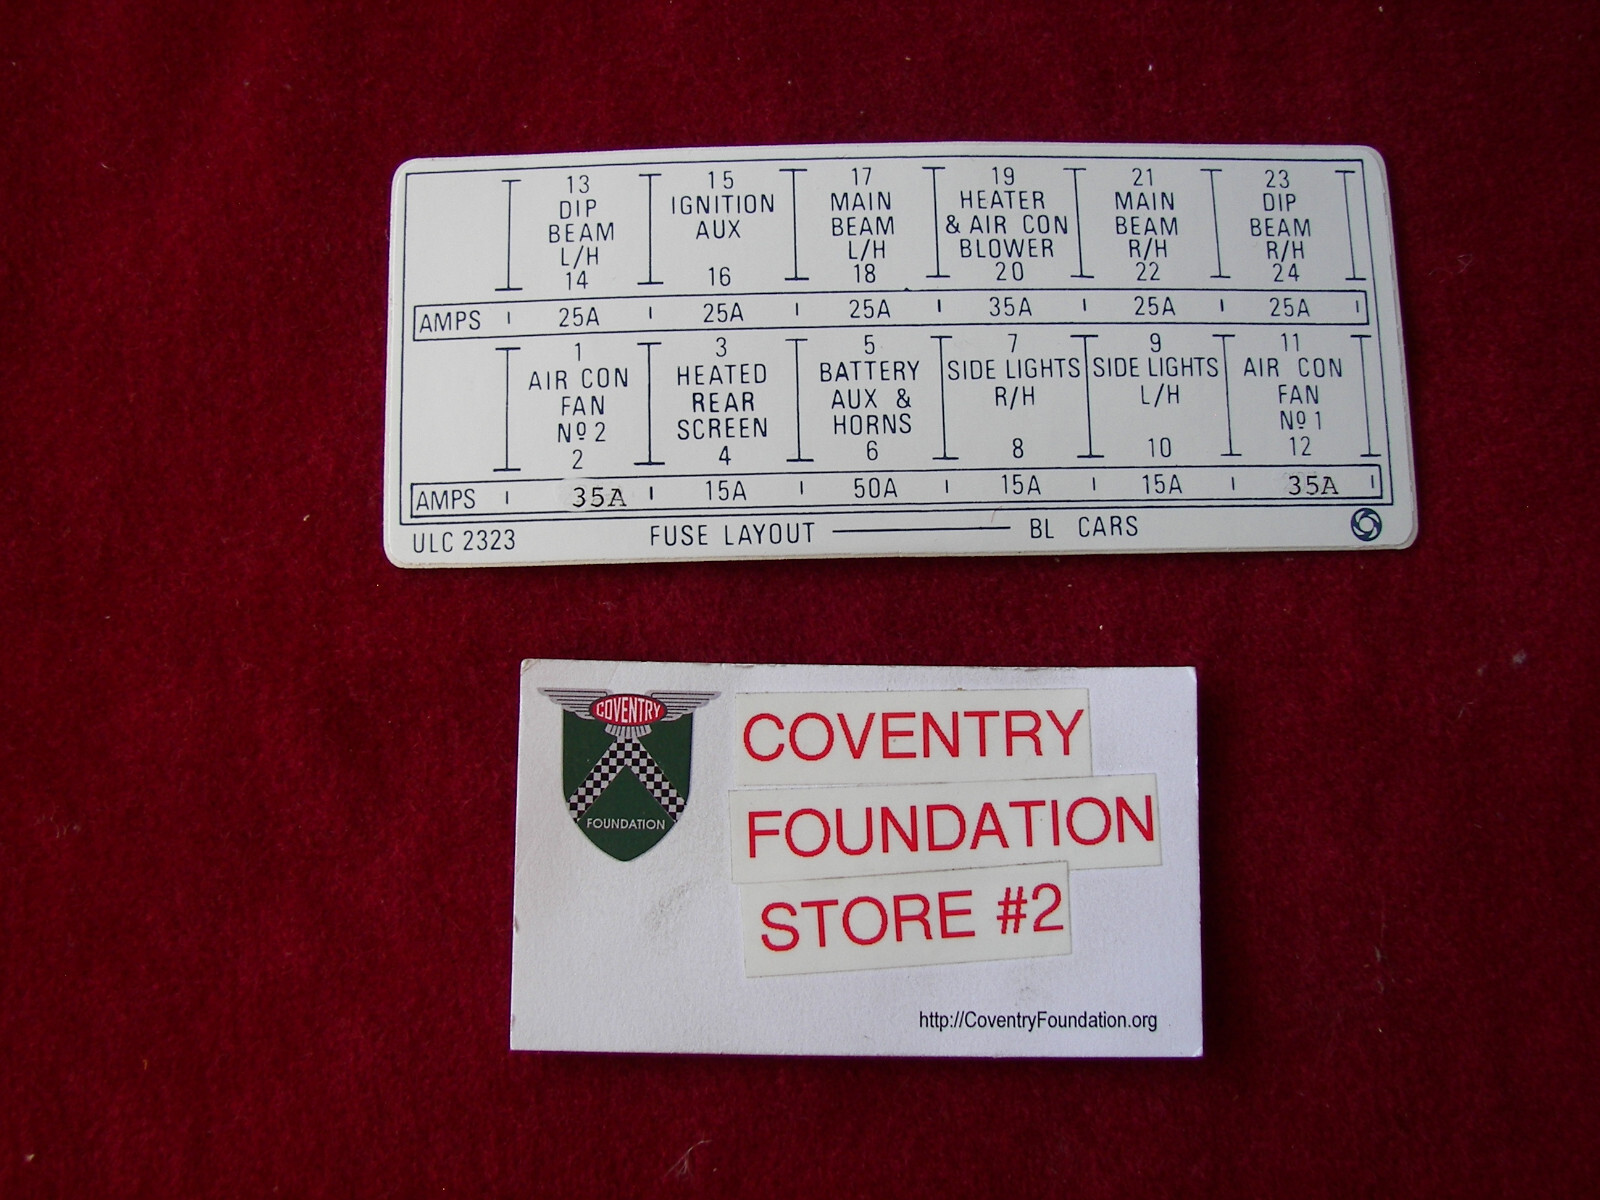 13 15 17 19 21 23
DIP IGNITION MAIN HEATER MAIN DIP
BEAM AUX BEAM & AIR CON BEAM BEAM
L/H L/H BLOWER R/H R/H
14 16 18 20 22 24
AMPS 25A 25A 25A 35A 25A 25A
1 3 5 7 9 11
AIR CON HEATED BATTERY SIDE LIGHTS SIDE LIGHTS AIR CON
FAN REAR AUX & R/H L/H FAN
Nº 2 SCREEN HORNS Nº 1
2 4 6 8 10 12
AMPS 35A 15A 50A 15A 15A 35A
ULC 2323 FUSE LAYOUT BL CARS
COVENTRY
FOUNDATION
COVENTRY
FOUNDATION
STORE #2
http://CoventryFoundation.org